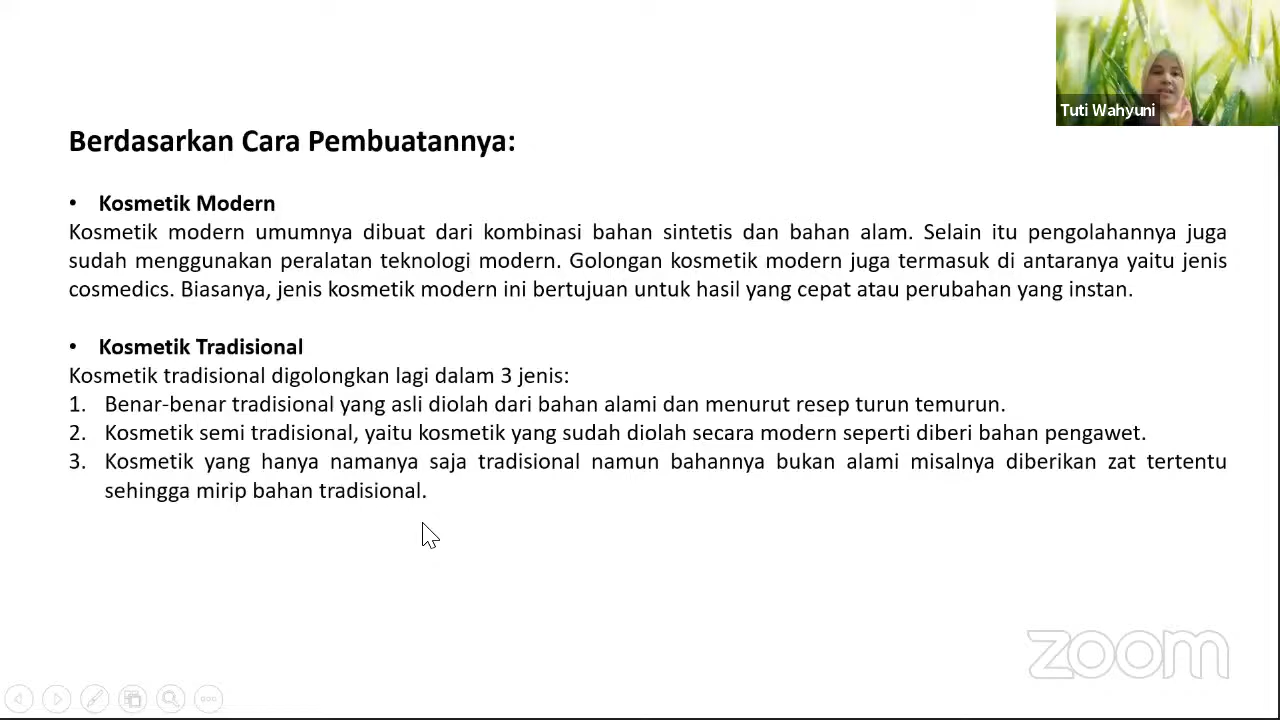 Tuti Wahyuni
Berdasarkan Cara Pembuatannya:
• Kosmetik Modern
Kosmetik modern umumnya dibuat dari kombinasi bahan sintetis dan bahan alam. Selain itu pengolahannya juga
sudah menggunakan peralatan teknologi modern. Golongan kosmetik modern juga termasuk di antaranya yaitu jenis
cosmedics. Biasanya, jenis kosmetik modern ini bertujuan untuk hasil yang cepat atau perubahan yang instan.
• Kosmetik Tradisional
Kosmetik tradisional digolongkan lagi dalam 3 jenis:
1. Benar-benar tradisional yang asli diolah dari bahan alami dan menurut resep turun temurun.
2. Kosmetik semi tradisional, yaitu kosmetik yang sudah diolah secara modern seperti diberi bahan pengawet.
3. Kosmetik yang hanya namanya saja tradisional namun bahannya bukan alami misalnya diberikan zat tertentu
sehingga mirip bahan tradisional.
zoom